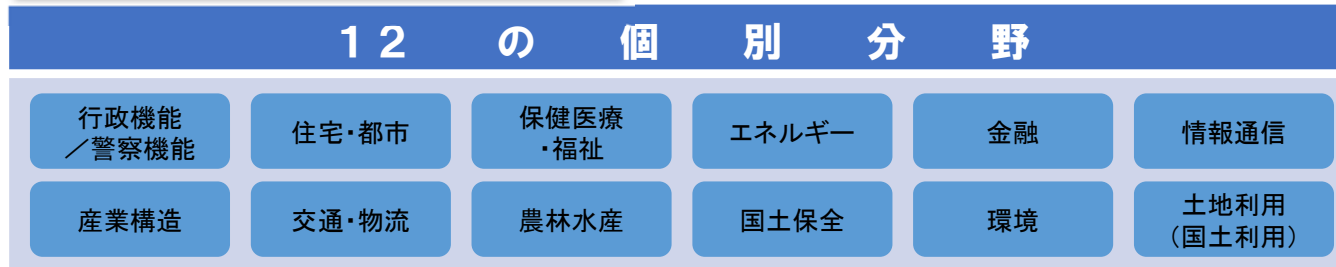 １２の個別分野
行政機能
／警察機能
住宅・都市
保健医療
・福祉
エネルギー
金融
情報通信
産業構造
交通・物流
農林水産
国土保全
環境
土地利用
（国土利用）